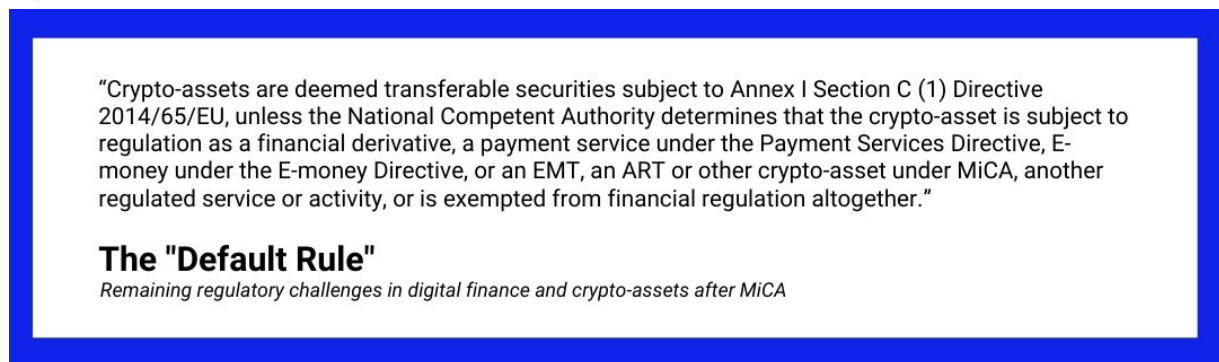 “Crypto-assets are deemed transferable securities subject to Annex I Section C (1) Directive
2014/65/EU, unless the National Competent Authority determines that the crypto-asset is subject to
regulation as a financial derivative, a payment service under the Payment Services Directive, E-
money under the E-money Directive, or an EMT, an ART or other crypto-asset under MiCA, another
regulated service or activity, or is exempted from financial regulation altogether.”
The "Default Rule"
Remaining regulatory challenges in digital finance and crypto-assets after MiCA